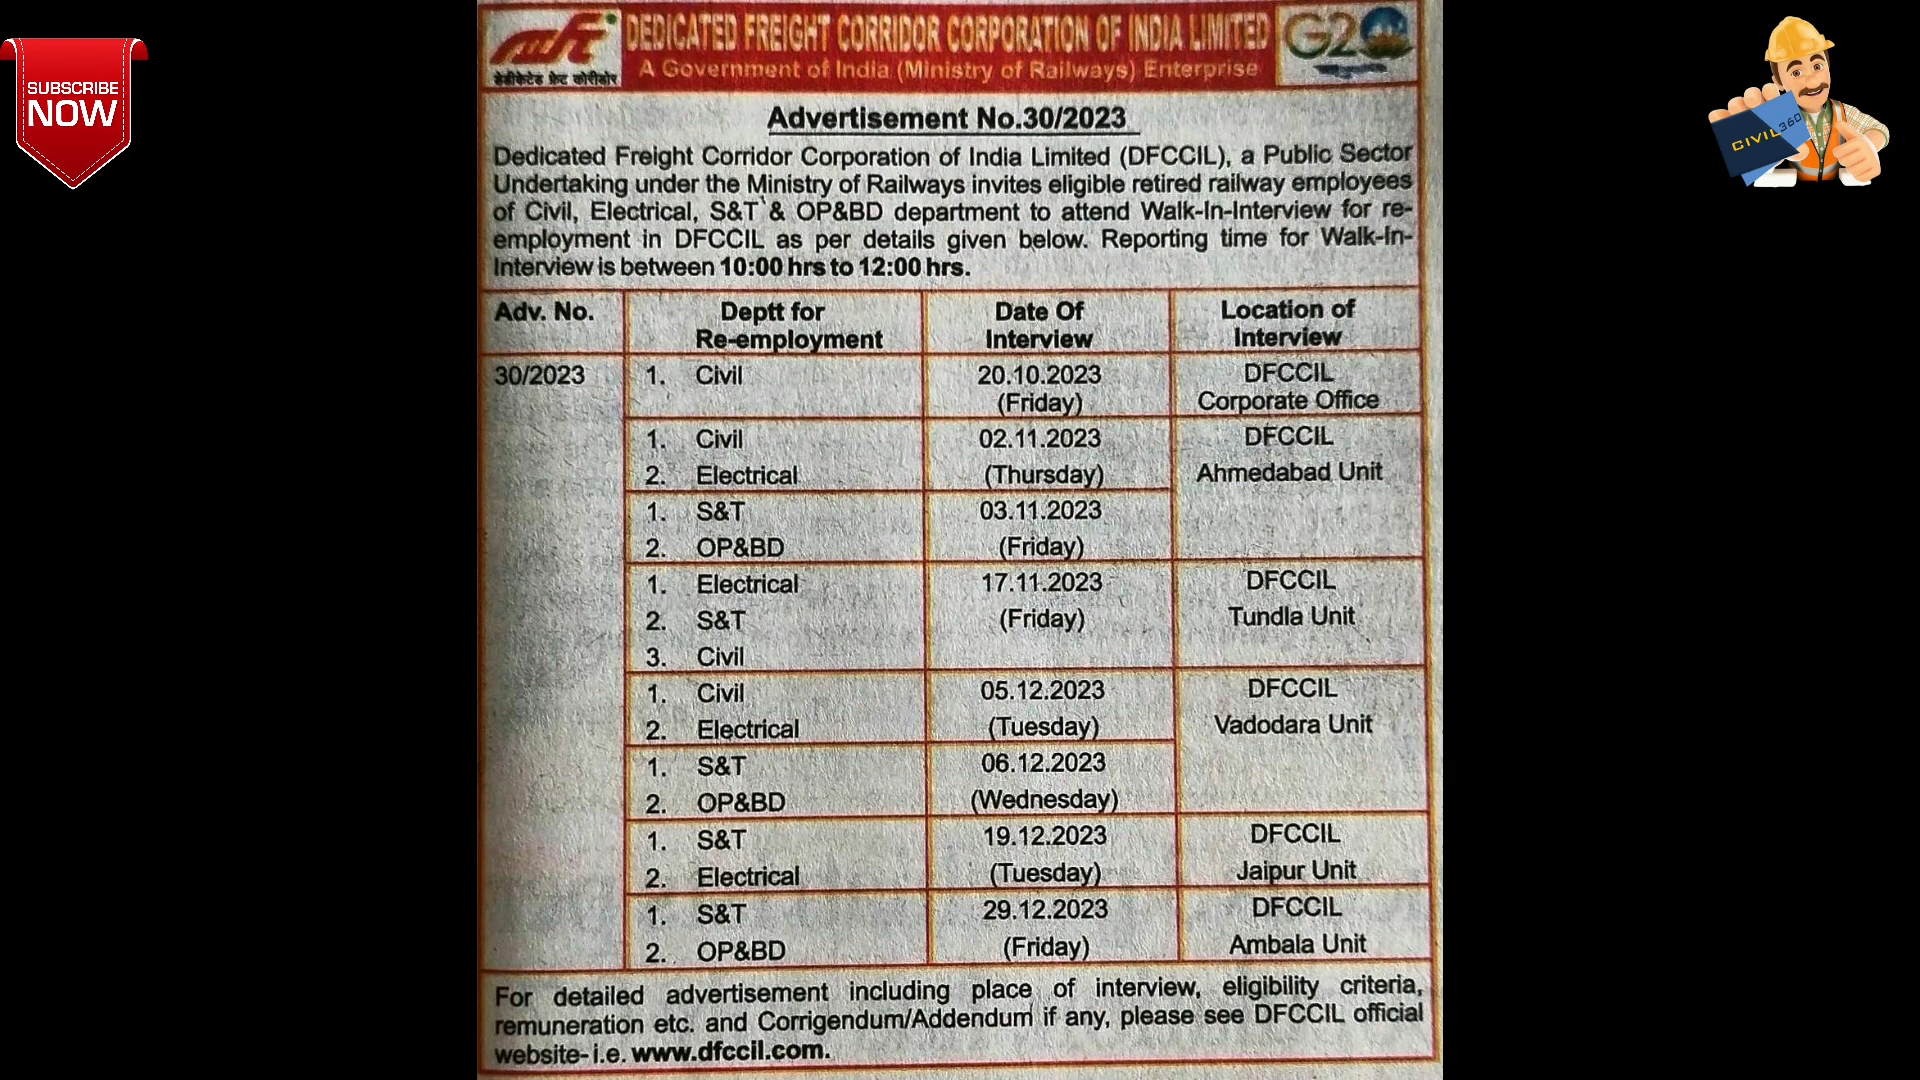 SUBSCRIBE
NOW
डेडीकेटेड फ्रेट कोरीडोर
DEDICATED FREIGHT CORRIDOR CORPORATION OF INDIA LIMITED
A Government of India (Ministry of Railways) Enterprise
G20
CIVIL360
Advertisement No.30/2023
Dedicated Freight Corridor Corporation of India Limited (DFCCIL), a Public Sector
Undertaking under the Ministry of Railways invites eligible retired railway employees
of Civil, Electrical, S&T & OP&BD department to attend Walk-In-Interview for re-
employment in DFCCIL as per details given below. Reporting time for Walk-In-
Interview is between 10:00 hrs to 12:00 hrs.
Adv. No. Deptt for Re-employment Date Of Interview Location of Interview
30/2023 1. Civil 20.10.2023 DFCCIL
(Friday) Corporate Office
1. Civil 02.11.2023 DFCCIL
2. Electrical (Thursday) Ahmedabad Unit
1. S&T 03.11.2023
2. OP&BD (Friday)
1. Electrical 17.11.2023 DFCCIL
2. S&T (Friday) Tundla Unit
3. Civil
1. Civil 05.12.2023 DFCCIL
2. Electrical (Tuesday) Vadodara Unit
1. S&T 06.12.2023
2. OP&BD (Wednesday)
1. S&T 19.12.2023 DFCCIL
2. Electrical (Tuesday) Jaipur Unit
1. S&T 29.12.2023 DFCCIL
2. OP&BD (Friday) Ambala Unit
For detailed advertisement including place of interview, eligibility criteria,
remuneration etc. and Corrigendum/Addendum if any, please see DFCCIL official
website- i.e. www.dfccil.com.